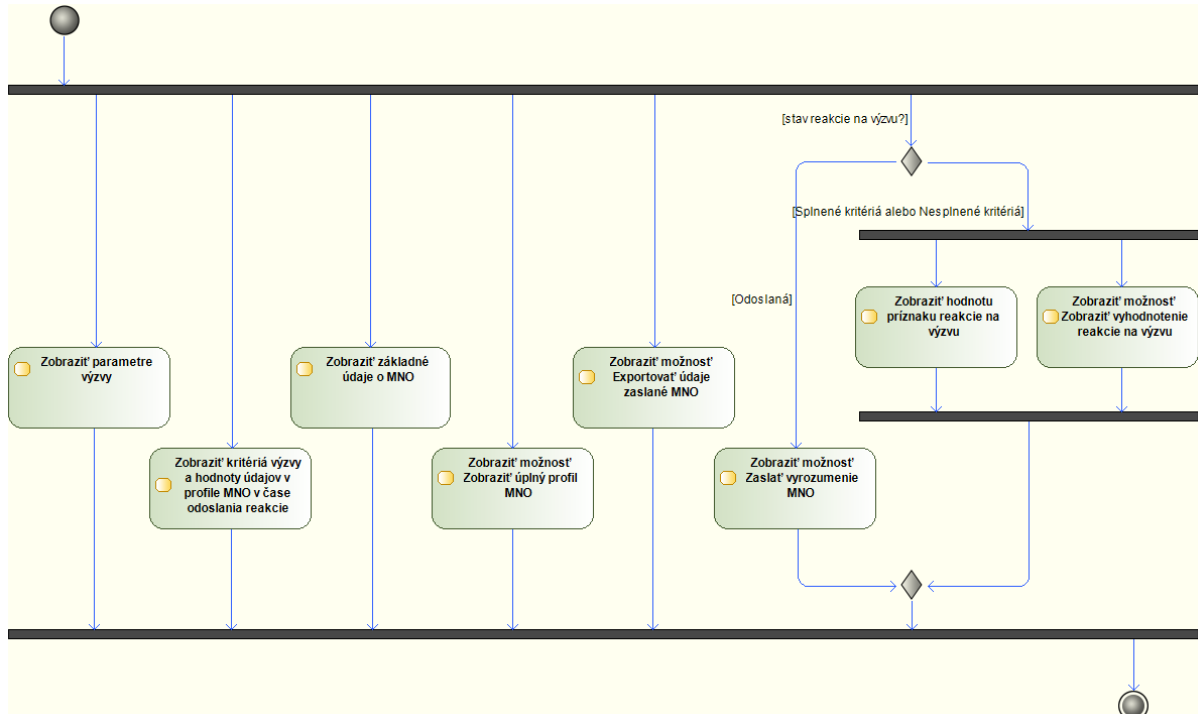 [stav reakcie na výzvu?]
[Splnené kritériá alebo Nesplnené kritériá]
[Odoslaná]
Zobraziť hodnotu
príznaku reakcie na
výzvu
Zobraziť možnosť
Zobraziť vyhodnotenie
reakcie na výzvu
Zobraziť parametre
výzvy
Zobraziť základné
údaje o MNO
Zobraziť možnosť
Exportovať údaje
zaslané MNO
Zobraziť kritériá výzvy
a hodnoty údajov v
profile MNO v čase
odoslania reakcie
Zobraziť možnosť
Zobraziť úplný profil
MNO
Zobraziť možnosť
Zaslať vyrozumenie
MNO